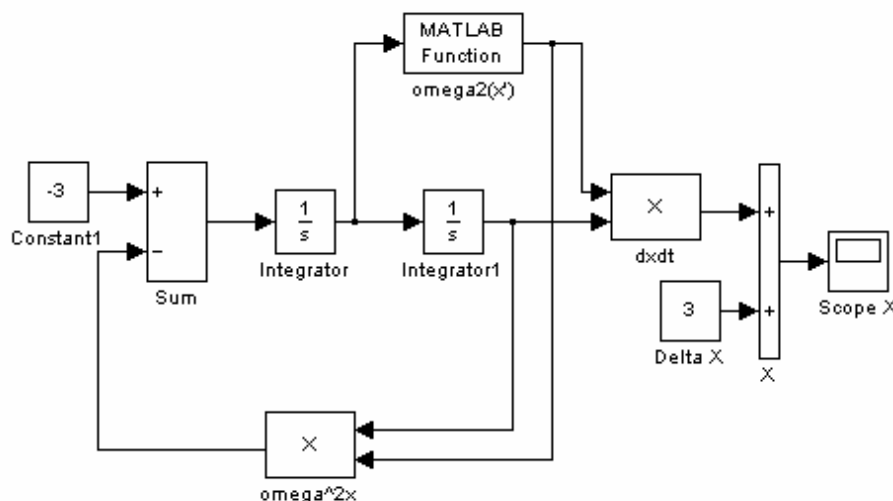 MATLAB
Function
omega2(x')
-3
Constant1
+
−
Sum
1
s
Integrator
1
s
Integrator1
X
dxdt
3
Delta X
+
+
X
Scope X
X
omega^2x